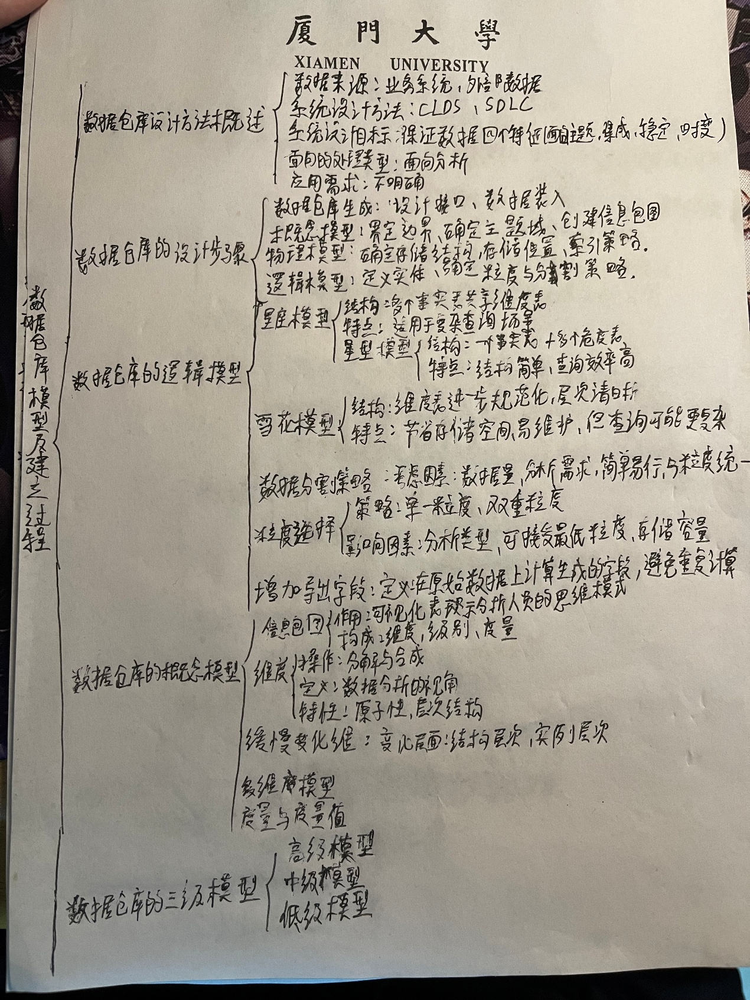 厦門大學
XIAMEN UNIVERSITY
数据仓库模型及建立过程
数据仓库设计方法概述
数据来源：业务系统、外部数据
系统设计方法：CLDS、SDLC
系统设计目标：保证数据四个特征(面向主题,集成,稳定,时变)
面向的处理类型：面向分析
应用需求：不明确
数据仓库的设计步骤
数据仓库生成：设计接口、数据装入
概念模型：界定边界、确定主题域、创建信息包图
物理模型：确定存储结构,存储位置、索引策略.
逻辑模型：定义实体、确定粒度与分割策略.
数据仓库的逻辑模型
星座模型
结构：多个事实表共享维度表
特点：适用于复杂查询场景
星型模型
结构：一个事实表+多个危度表
特点：结构简单、查询效率高
雪花模型
结构：维度表进一步规范化,层次清晰
特点：节省存储空间,易维护,但查询可能更复杂
数据分割策略：考虑因素：数据量,分析需求,简单易行,与粒度统一
粒度选择
策略：单一粒度、双重粒度
影响因素：分析类型,可接受最低粒度,存储容量
增加导出字段：定义：在原始数据上计算生成的字段,避免重复计算
数据仓库的概念模型
信息包图
作用：可视化表示分析人员的思维模式
构成：维度,级别、度量
维度
操作：分解与合成
定义：数据分析的视角
特性：原子性,层次结构
缓慢变化维：变化层面：结构层次,实例层次
多维度模型
度量与度量值
数据仓库的三级模型
高级模型
中级模型
低级模型